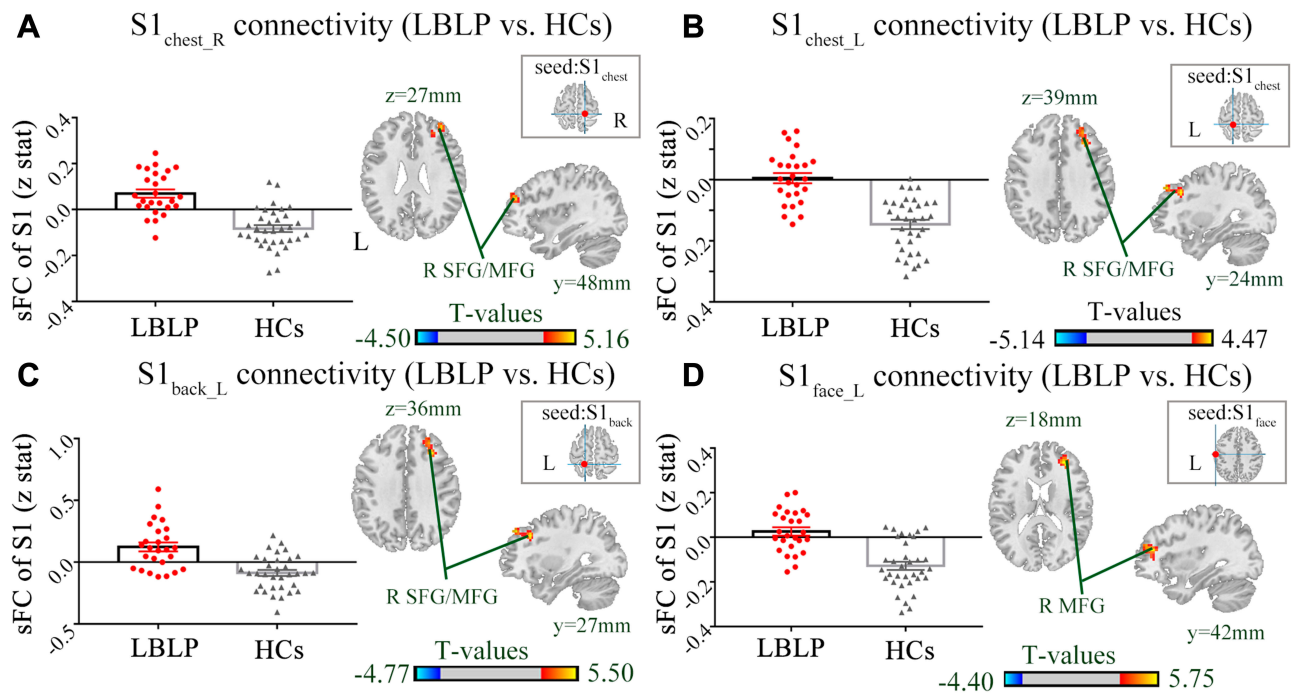 A
S1chest_R connectivity (LBLP vs. HCs)
seed:S1chest
R
z=27mm
sFC of S1 (z stat)
0.4
0.2
0.0
-0.2
-0.4
LBLP
HCs
L
R SFG/MFG
y=48mm
T-values
-4.50
5.16
B
S1chest_L connectivity (LBLP vs. HCs)
seed:S1chest
L
z=39mm
sFC of S1 (z stat)
0.2
0.0
-0.2
-0.4
LBLP
HCs
R SFG/MFG
y=24mm
T-values
-5.14
4.47
C
S1back_L connectivity (LBLP vs. HCs)
seed:S1back
L
z=36mm
sFC of S1 (z stat)
1.0
0.5
0.0
-0.5
LBLP
HCs
R SFG/MFG
y=27mm
T-values
-4.77
5.50
D
S1face_L connectivity (LBLP vs. HCs)
seed:S1face
L
z=18mm
sFC of S1 (z stat)
0.4
0.2
0.0
-0.2
-0.4
LBLP
HCs
R MFG
y=42mm
T-values
-4.40
5.75